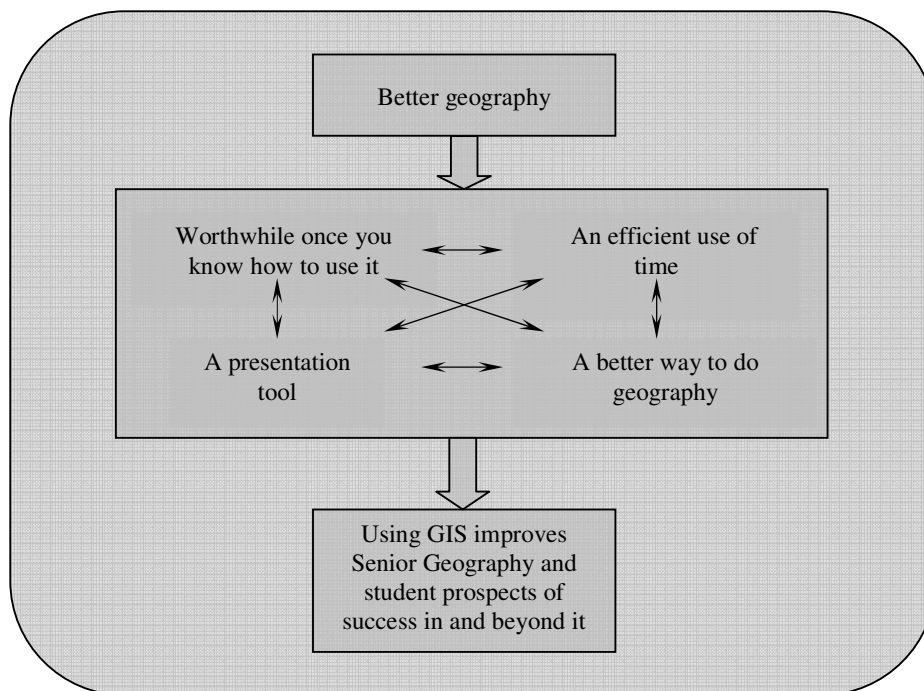 Better geography
Worthwhile once you
know how to use it
An efficient use of
time
A presentation
tool
A better way to do
geography
Using GIS improves
Senior Geography and
student prospects of
success in and beyond it